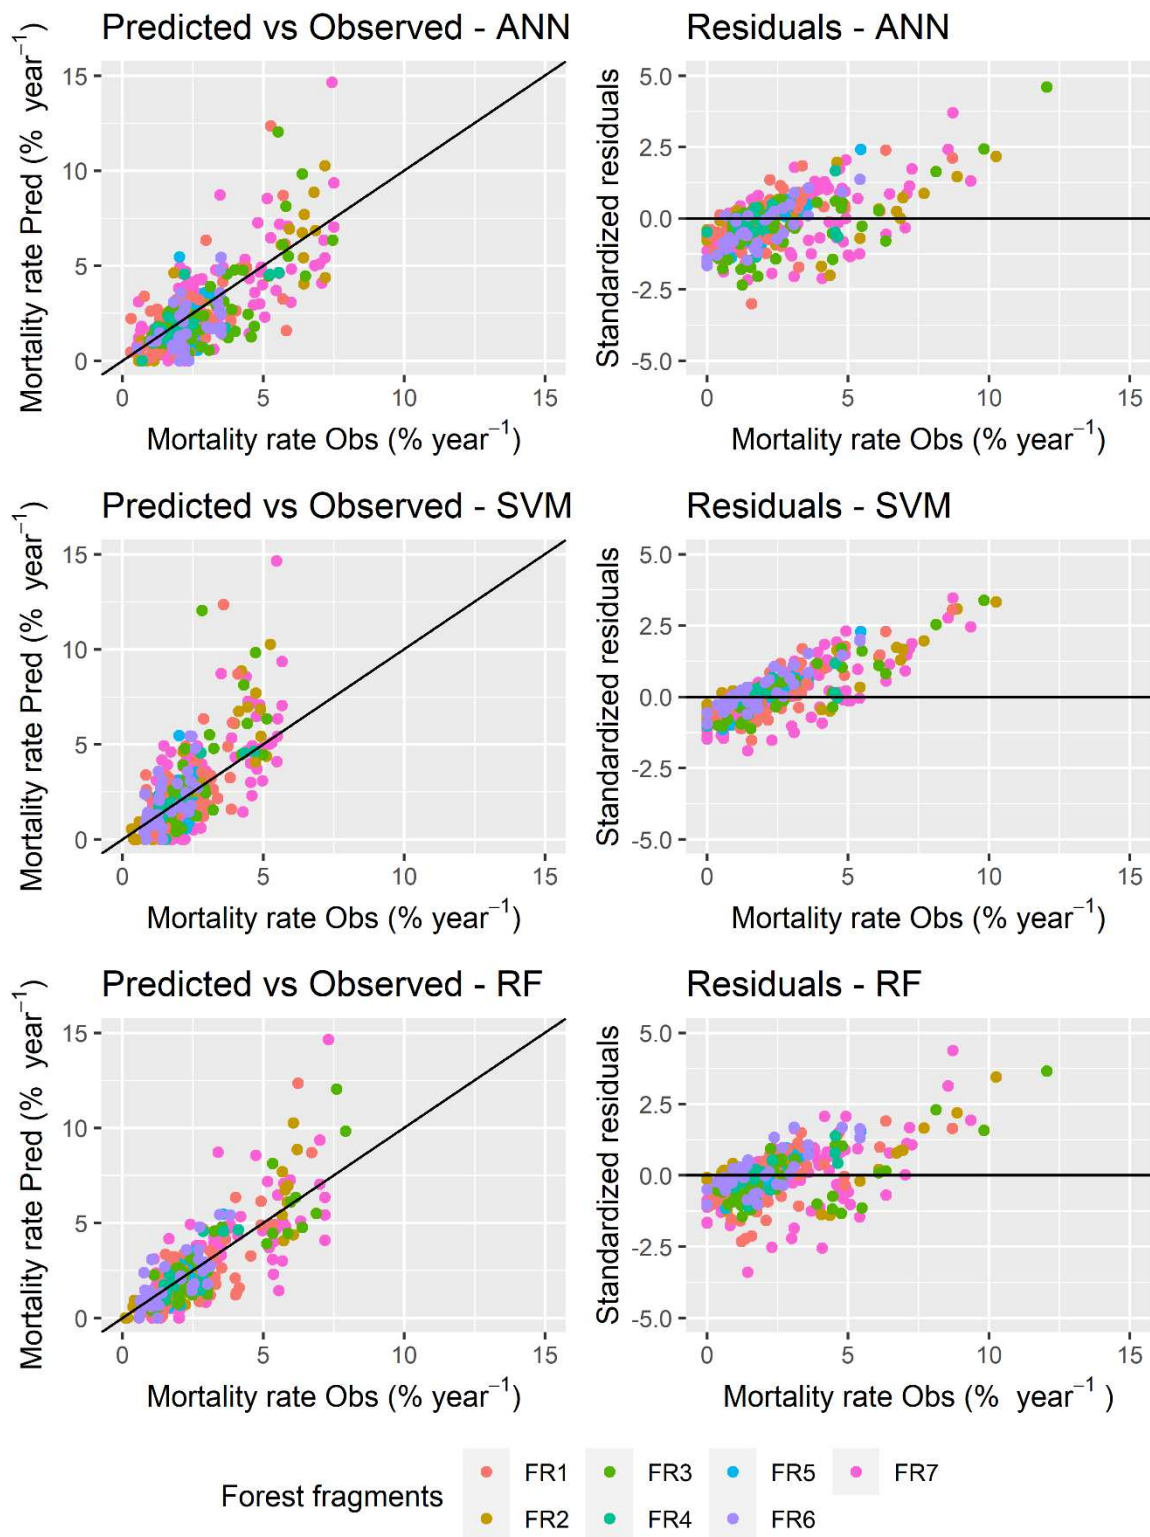 Predicted vs Observed - ANN
Mortality rate Pred (% year⁻¹)
15
10
5
0
0 5 10 15
Mortality rate Obs (% year⁻¹)
Residuals - ANN
Standardized residuals
5.0
2.5
0.0
-2.5
-5.0
0 5 10 15
Mortality rate Obs (% year⁻¹)
Predicted vs Observed - SVM
Mortality rate Pred (% year⁻¹)
15
10
5
0
0 5 10 15
Mortality rate Obs (% year⁻¹)
Residuals - SVM
Standardized residuals
5.0
2.5
0.0
-2.5
-5.0
0 5 10 15
Mortality rate Obs (% year⁻¹)
Predicted vs Observed - RF
Mortality rate Pred (% year⁻¹)
15
10
5
0
0 5 10 15
Mortality rate Obs (% year⁻¹)
Residuals - RF
Standardized residuals
5.0
2.5
0.0
-2.5
-5.0
0 5 10 15
Mortality rate Obs (% year⁻¹ )
Forest fragments
FR1 FR3 FR5 FR7
FR2 FR4 FR6